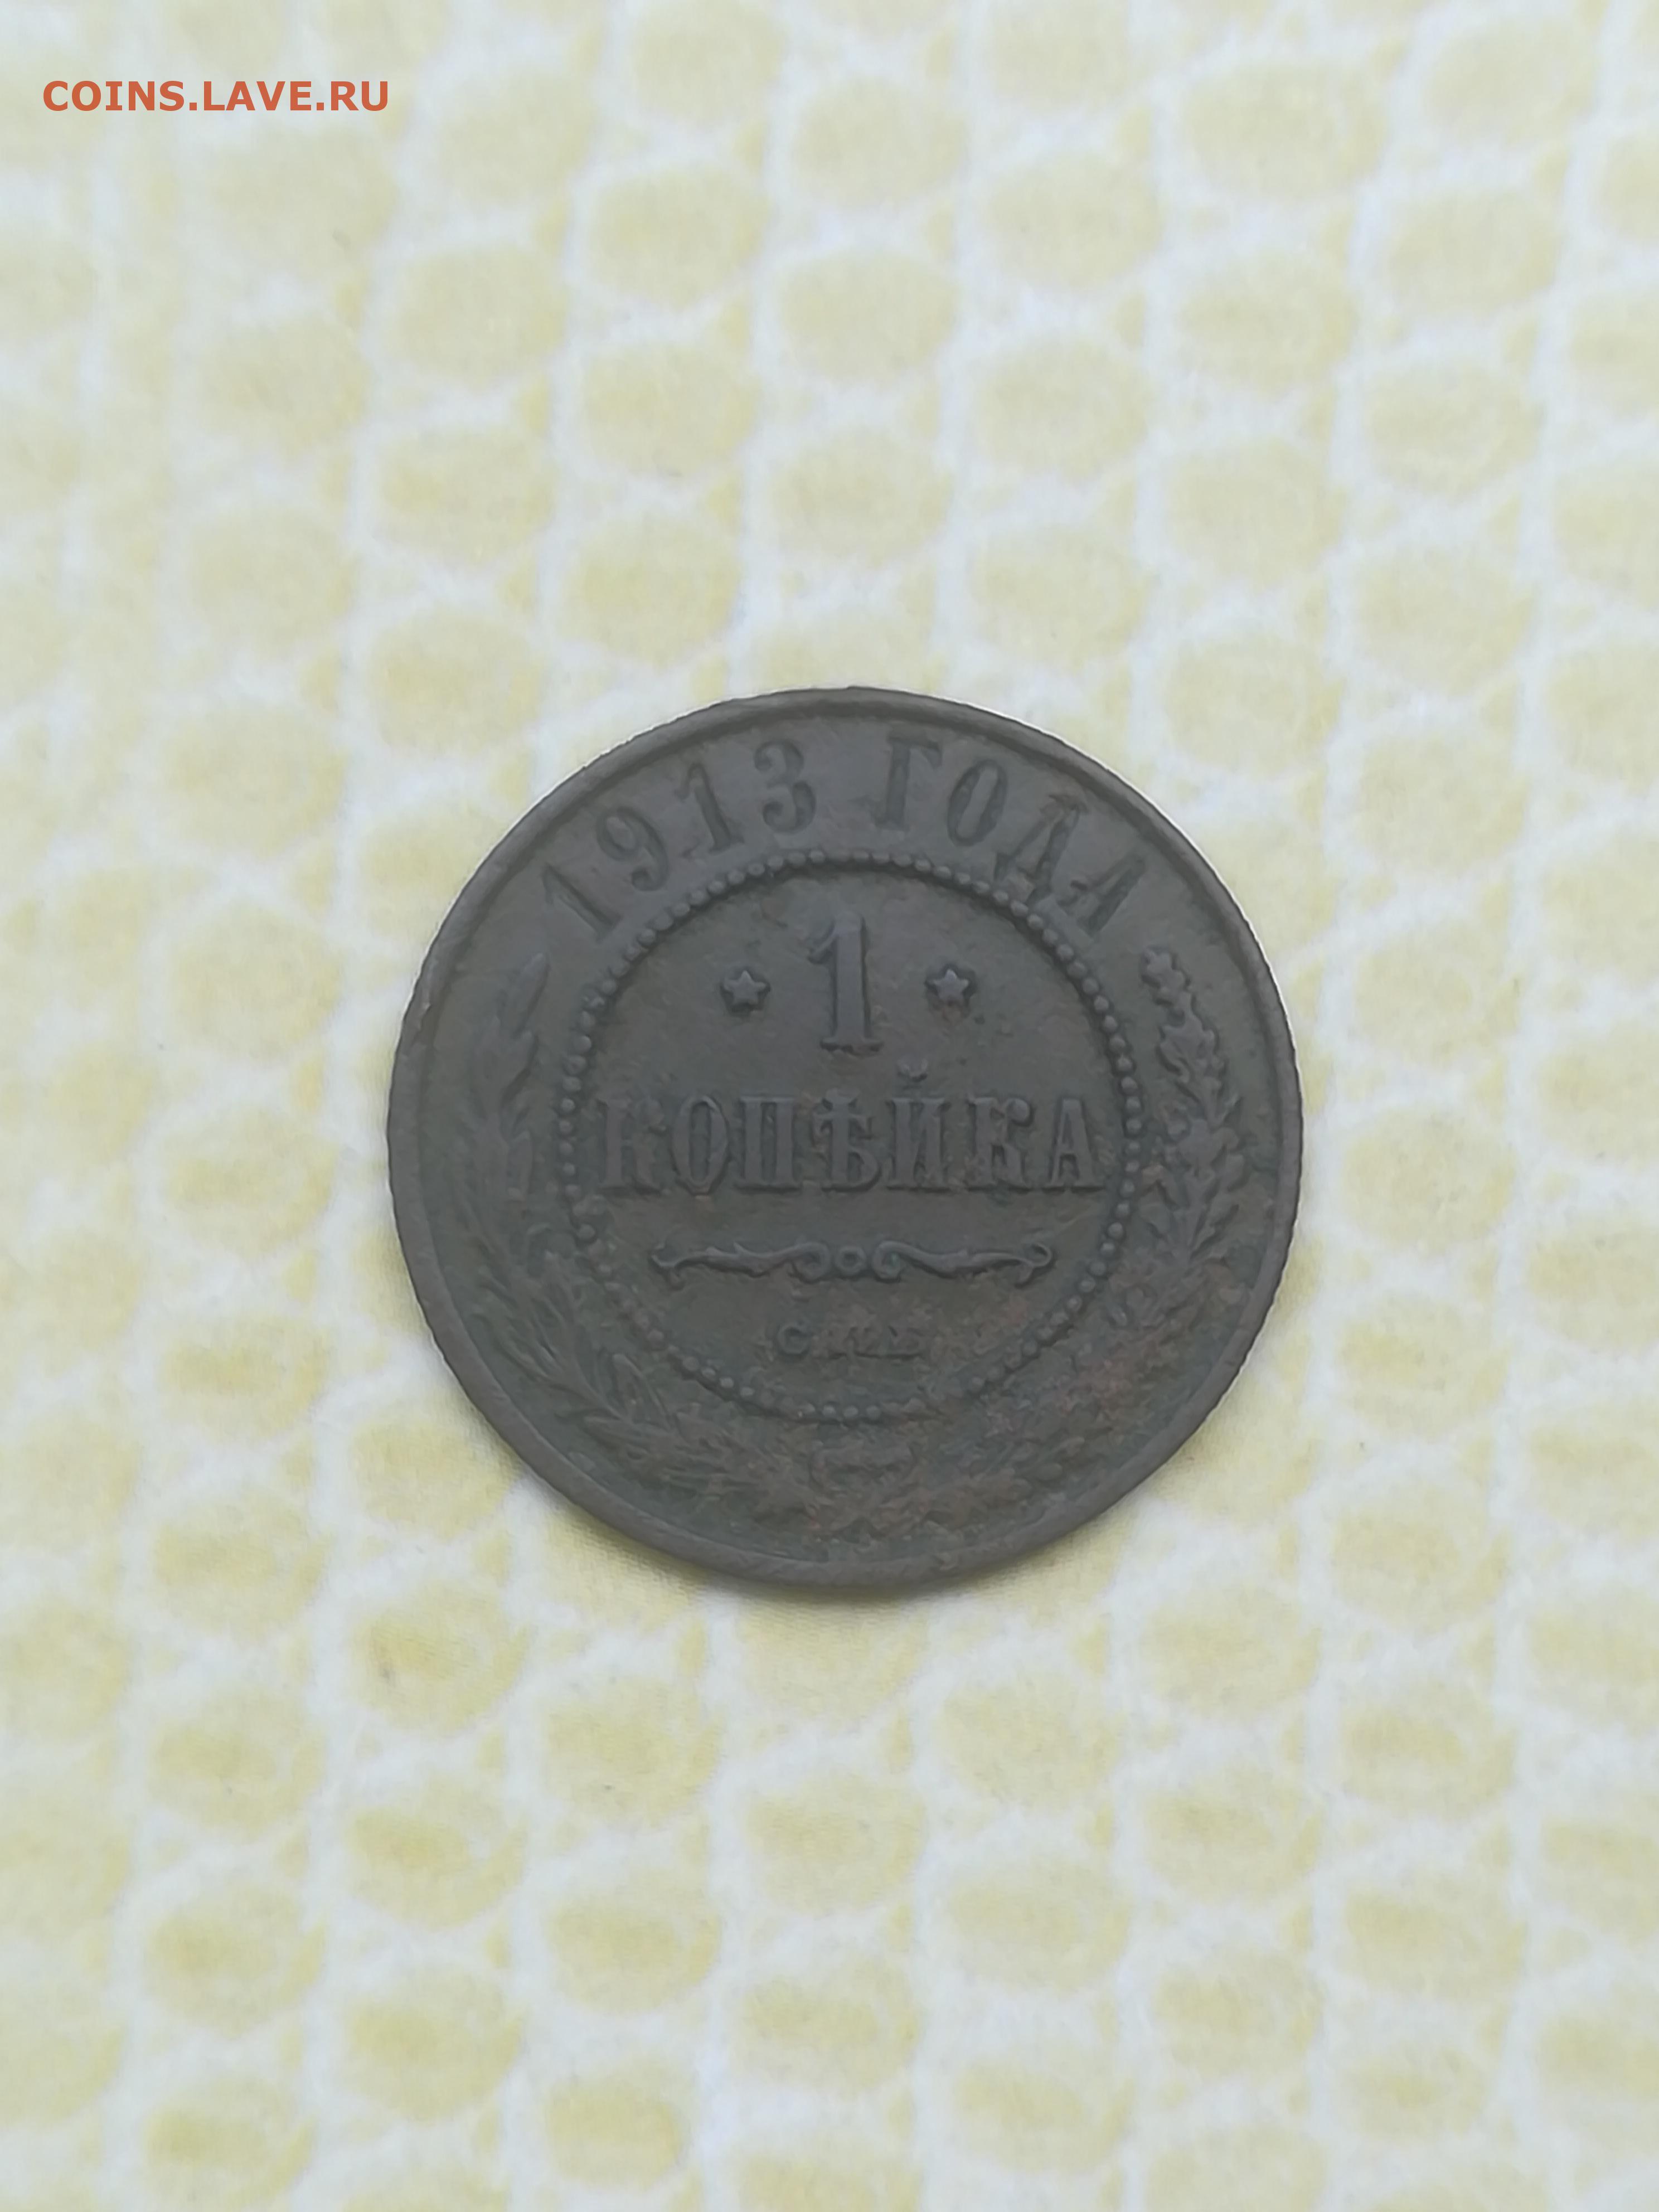 COINS.LAVE.RU
1913 ГОДА
1
КОПѢЙКА
С.П.Б.